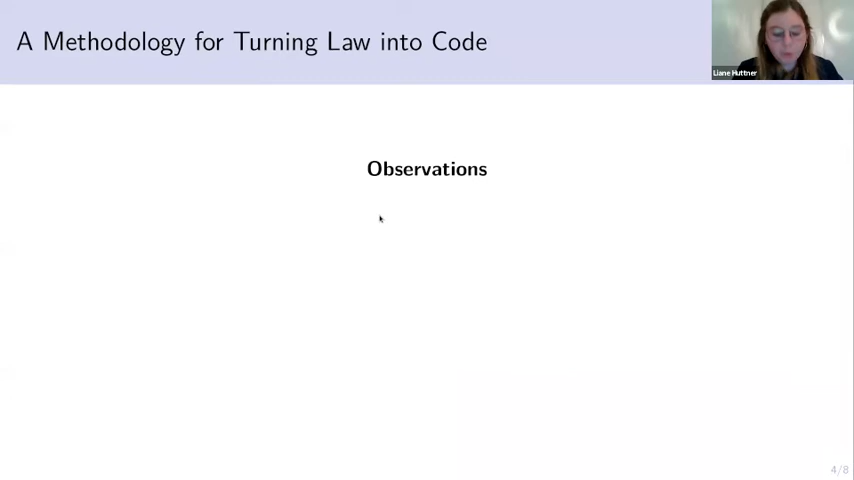 A Methodology for Turning Law into Code
Liane Huttner
Observations
4/8